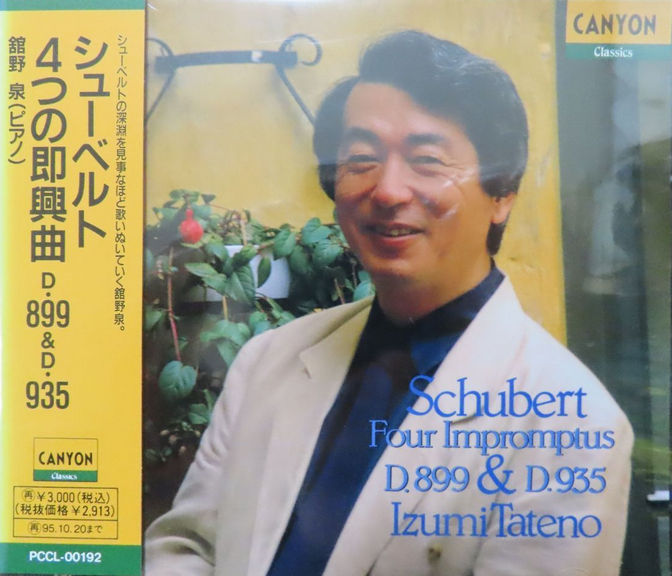 シューベルトの深淵を見事なほど歌いぬいていく舘野 泉。
シューベルト
4つの即興曲 D.899&D.935
舘野 泉(ピアノ)
CANYON
Classics
再¥3,000(税込)
(税抜価格¥2,913)
再95.10.20まで
PCCL-00192
CANYON
Classics
Schubert
Four Impromptus
D.899 & D.935
Izumi Tateno